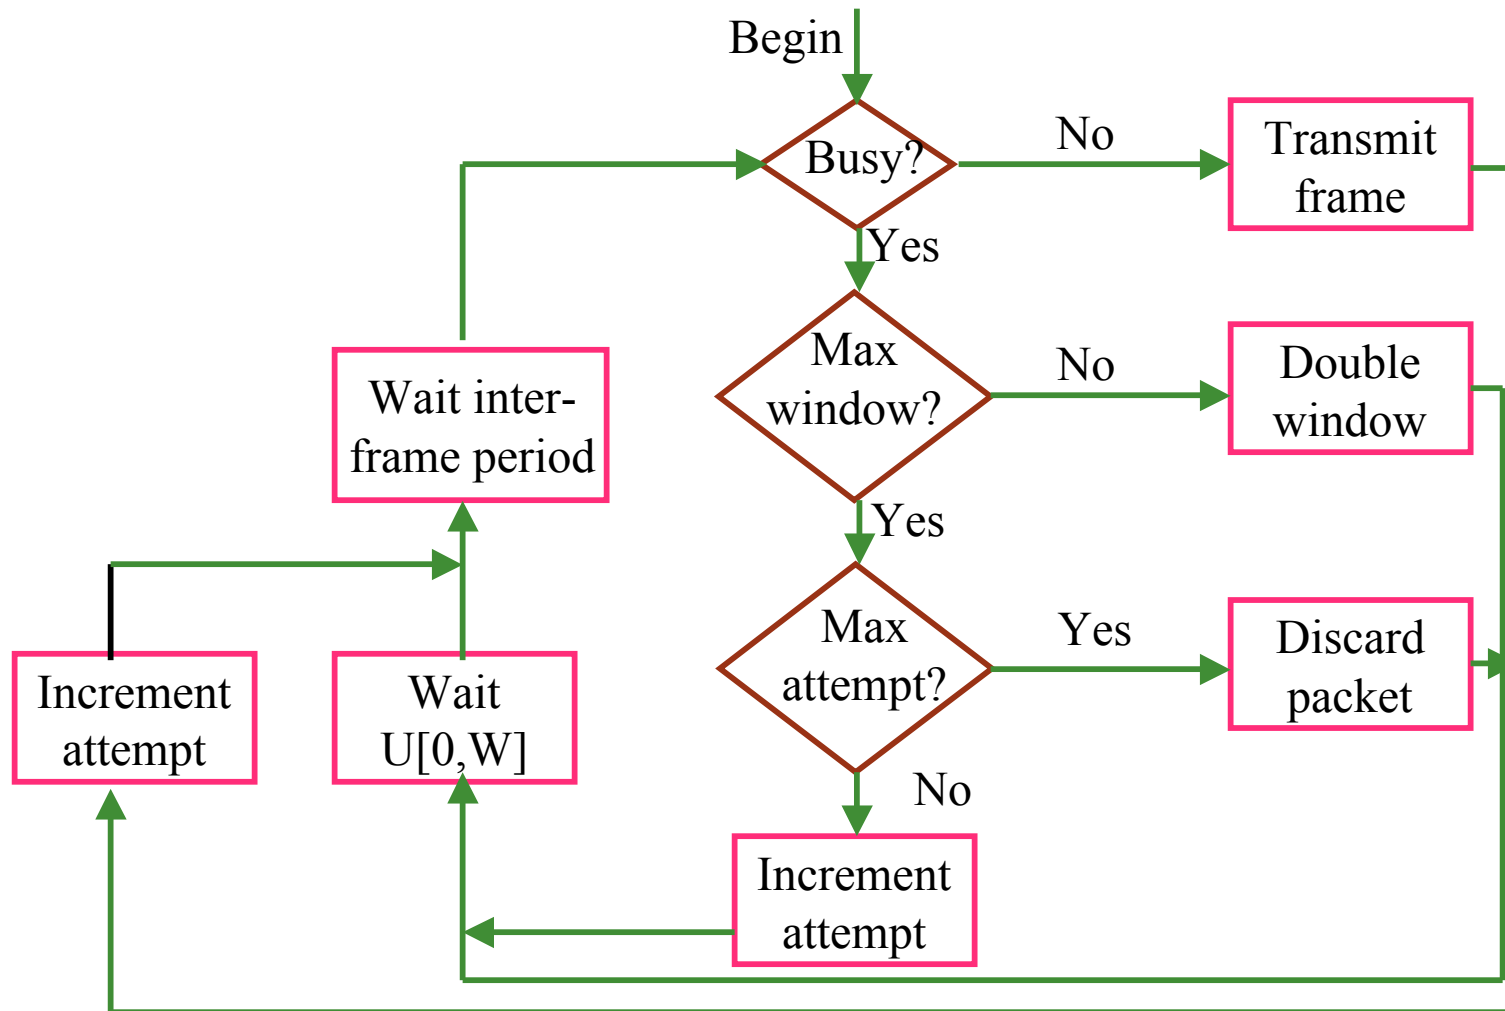 Begin
Busy?
No
Transmit
frame
Yes
Max
window?
No
Double
window
Wait inter-
frame period
Yes
Max
attempt?
Yes
Discard
packet
Increment
attempt
Wait
U[0,W]
No
Increment
attempt